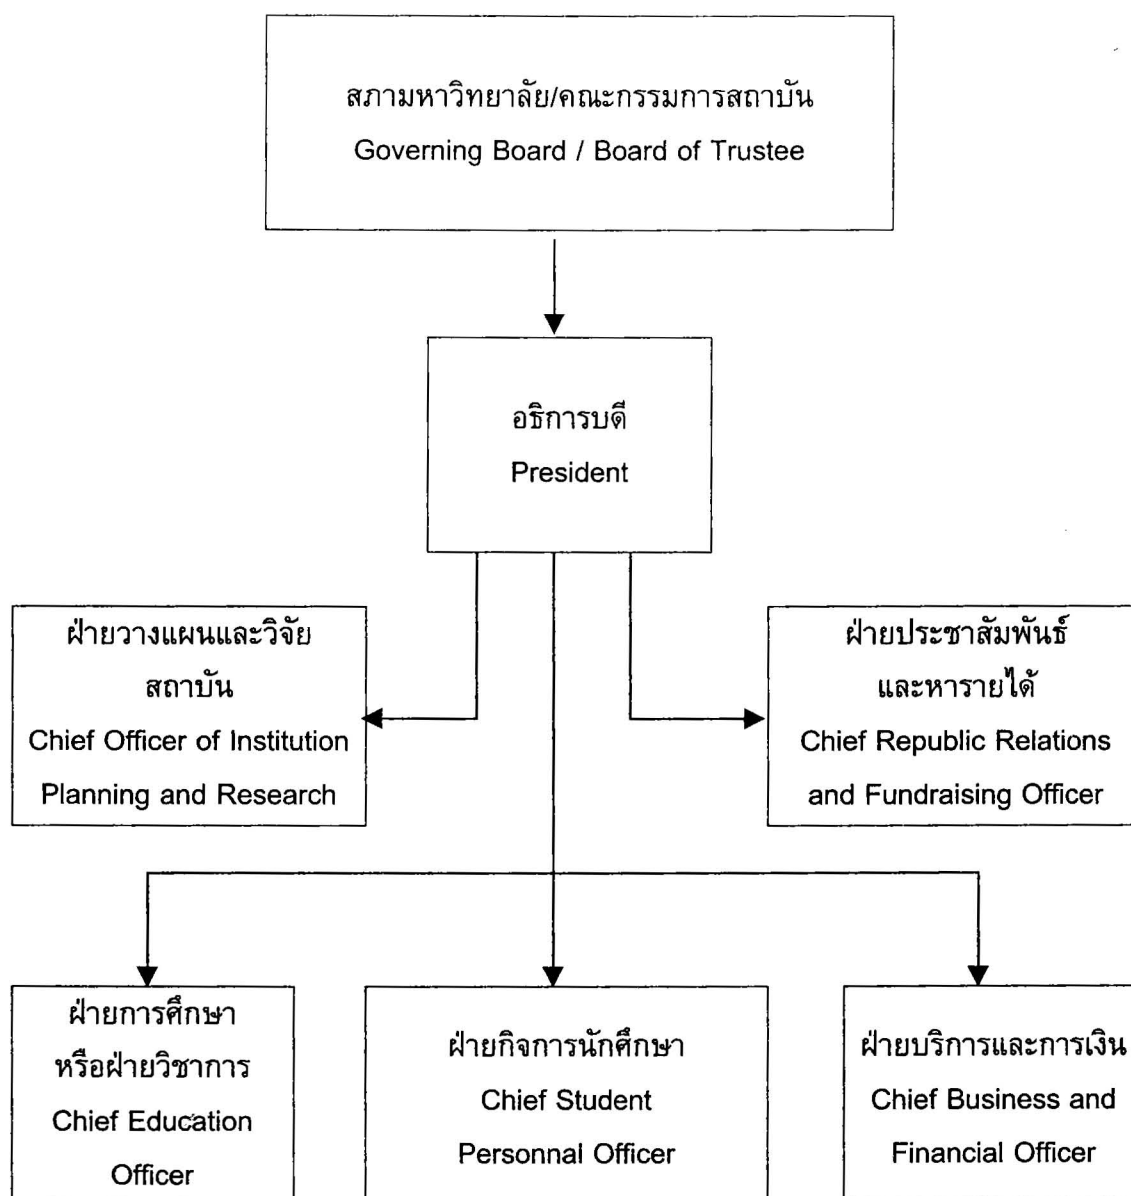 สภามหาวิทยาลัย/คณะกรรมการสถาบัน
Governing Board / Board of Trustee
อธิการบดี
President
ฝ่ายวางแผนและวิจัย
สถาบัน
Chief Officer of Institution
Planning and Research
ฝ่ายประชาสัมพันธ์
และหารายได้
Chief Republic Relations
and Fundraising Officer
ฝ่ายการศึกษา
หรือฝ่ายวิชาการ
Chief Education
Officer
ฝ่ายกิจการนักศึกษา
Chief Student
Personnal Officer
ฝ่ายบริการและการเงิน
Chief Business and
Financial Officer